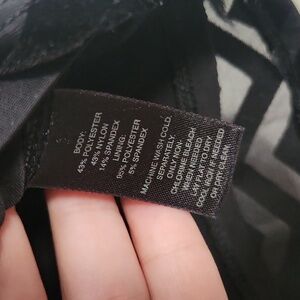 BODY:
43% POLYESTER
43% NYLON
14% SPANDEX
LINING:
95% POLYESTER
5% SPANDEX
MACHINE WASH COLD
SEPARATELY.
ONLY NON-
CHLORINE BLEACH
WHEN NEEDED
LAY FLAT TO DRY.
COOL IRON IF NEEDED
OR DRY CLEAN